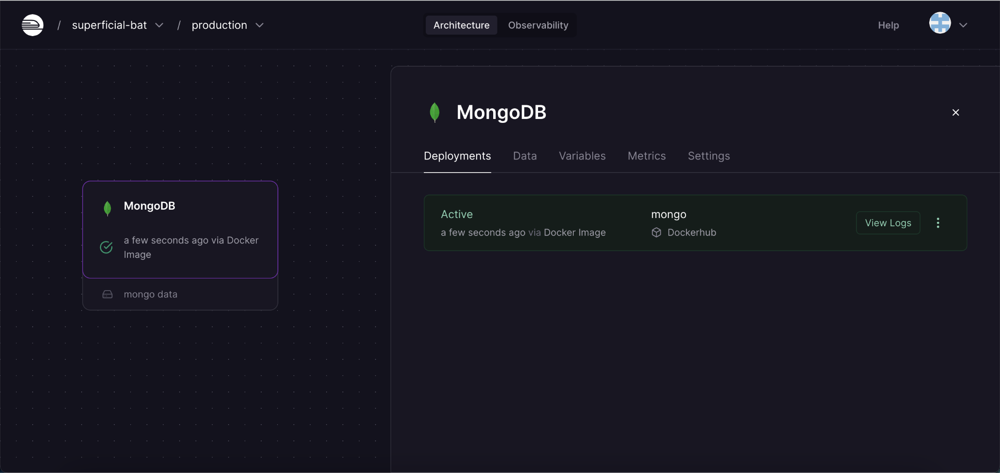 / superficial-bat / production
Architecture Observability
Help
MongoDB
a few seconds ago via Docker
Image
mongo data
MongoDB
Deployments Data Variables Metrics Settings
Active mongo
a few seconds ago via Docker Image Dockerhub
View Logs